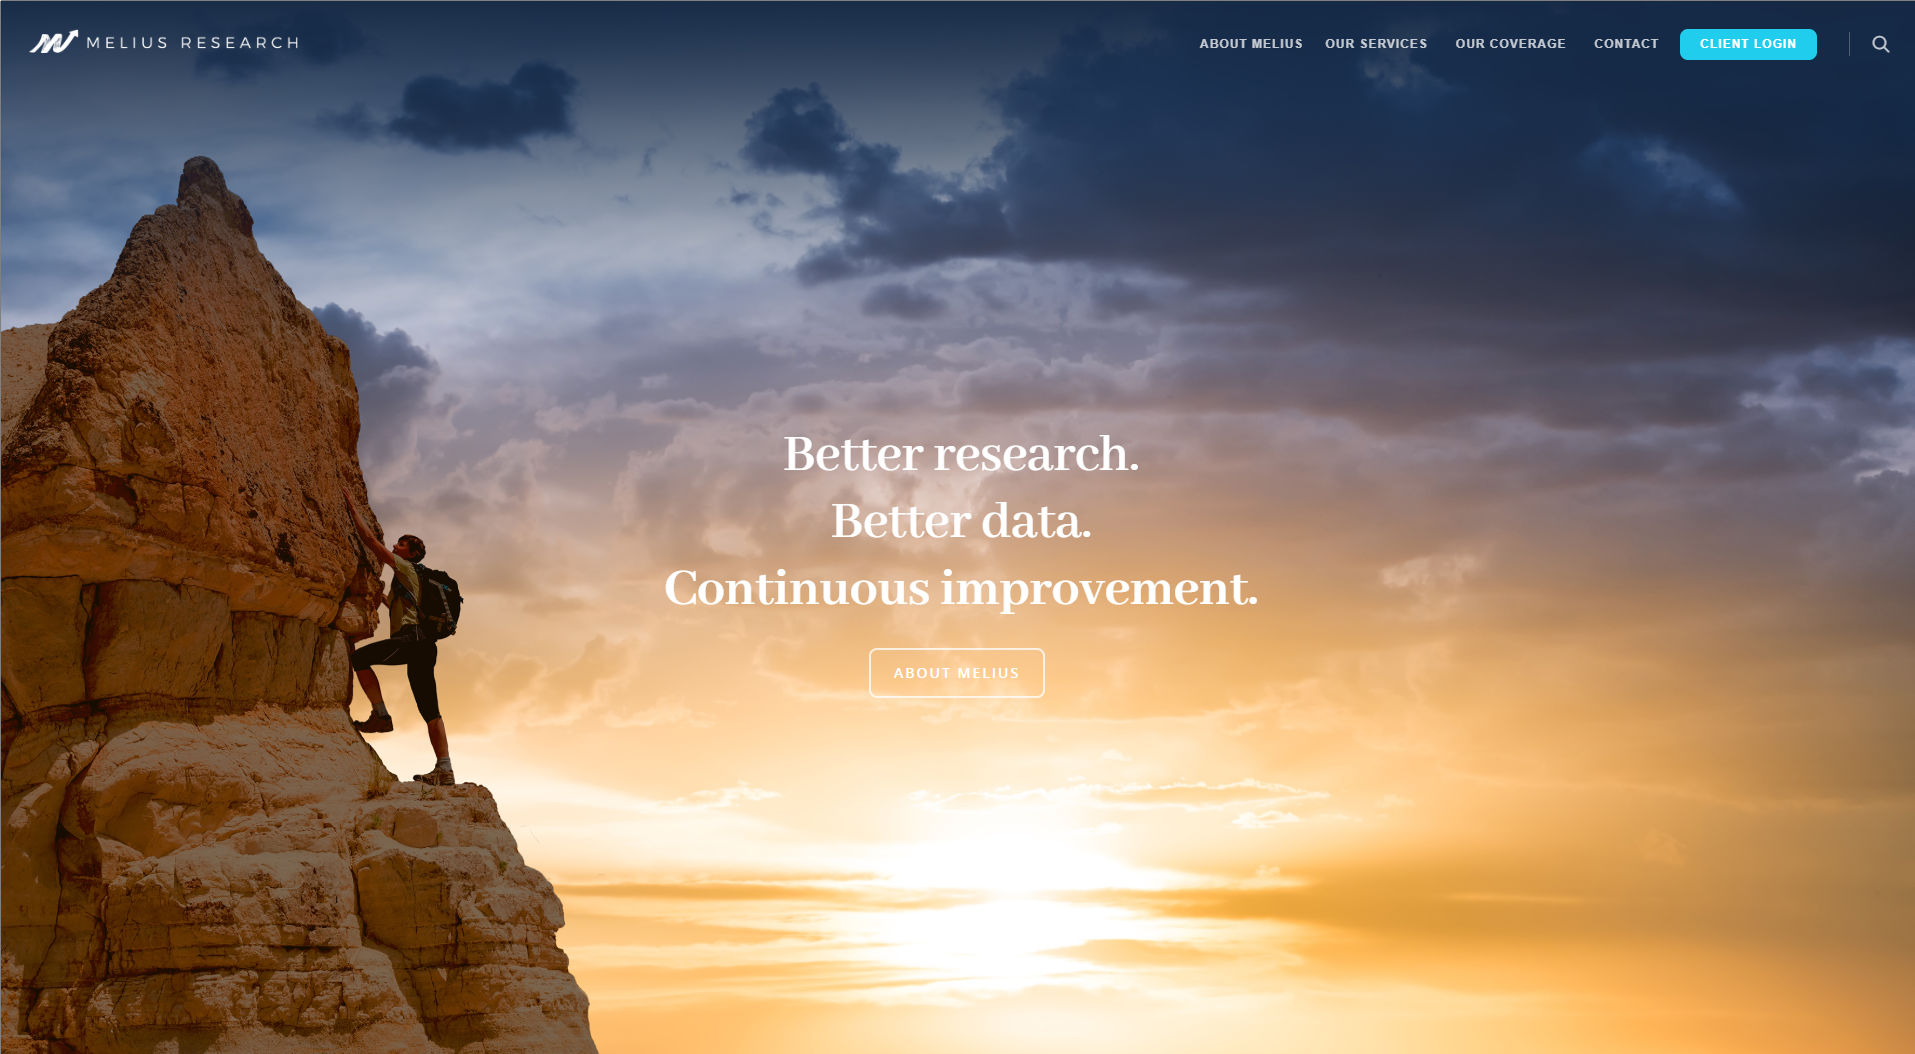 MELIUS RESEARCH
ABOUT MELIUS OUR SERVICES OUR COVERAGE CONTACT CLIENT LOGIN
Better research.
Better data.
Continuous improvement.
ABOUT MELIUS